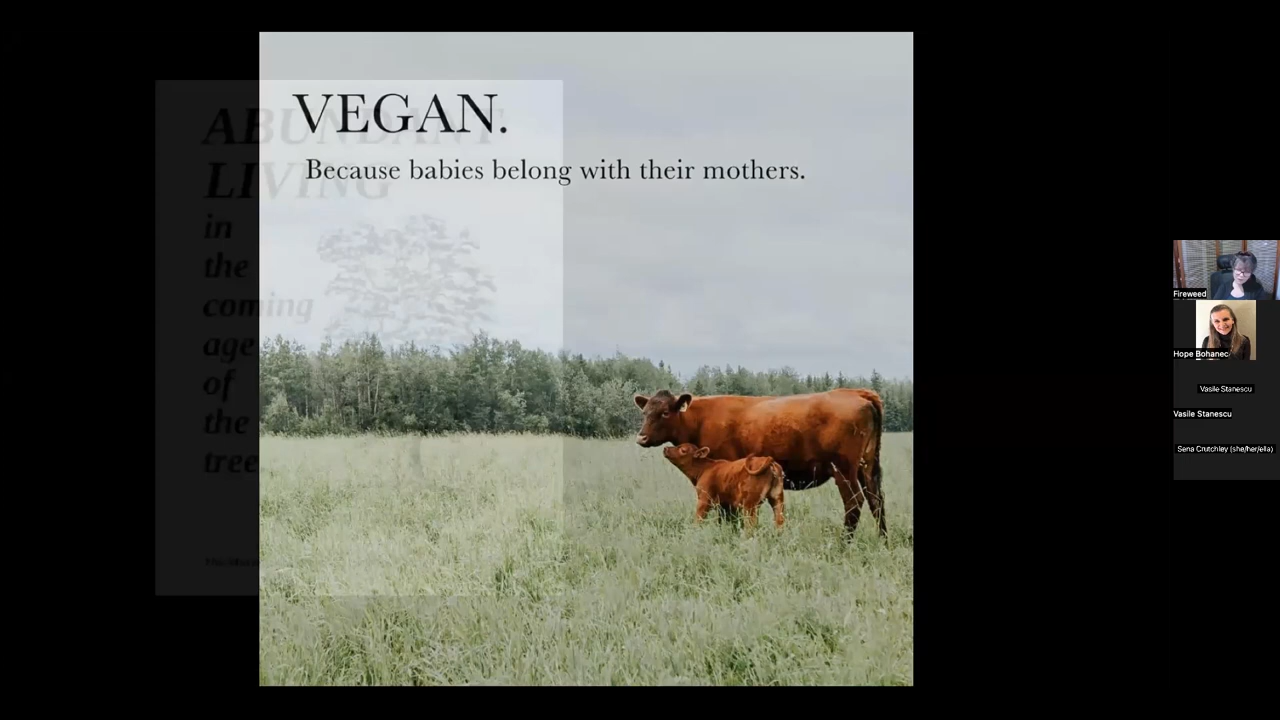 VEGAN.
Because babies belong with their mothers.
ABUNDANT
LIVING
in
the
coming
age
of
the
tree
Fireweed
Hope Bohanec
Vasile Stanescu
Vasile Stanescu
Sena Crutchley (she/her/ella)